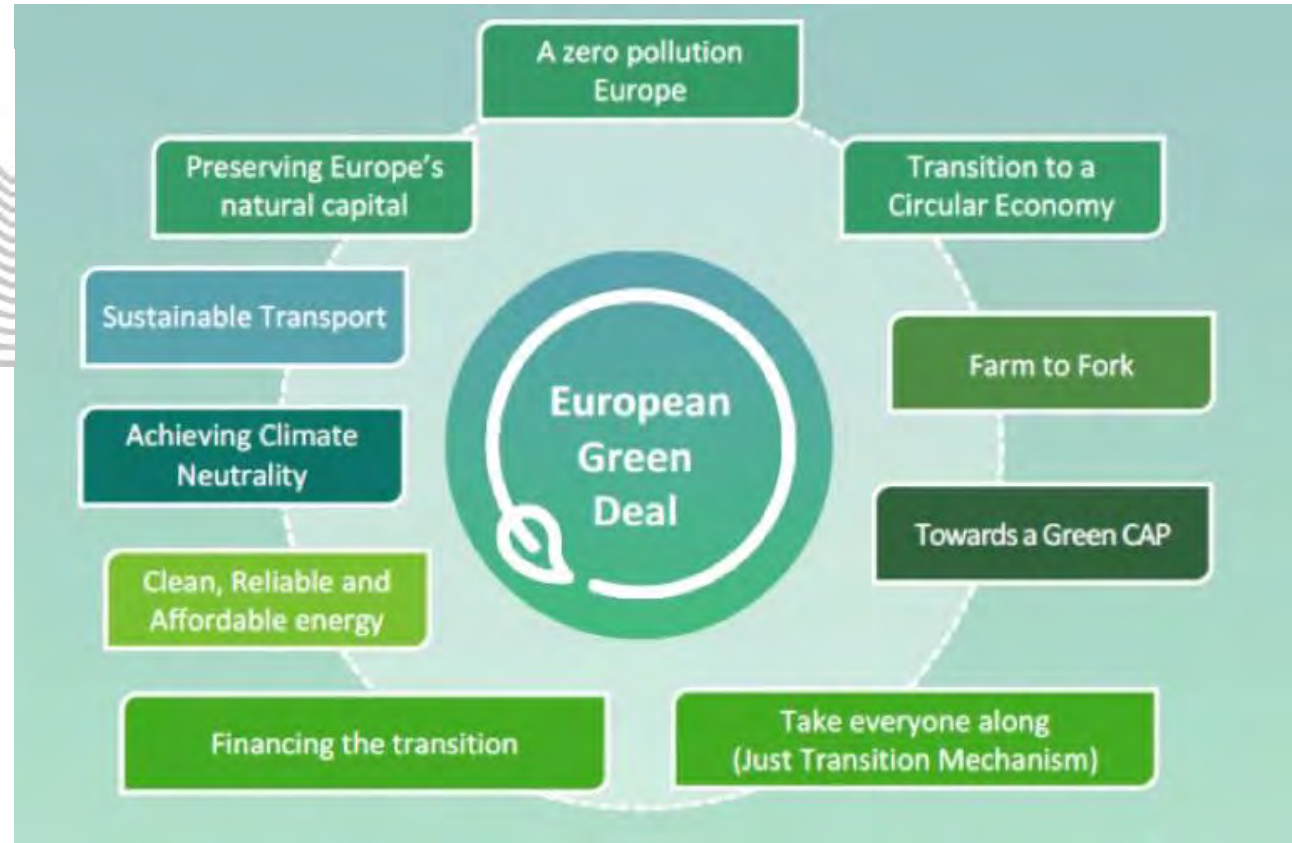 A zero pollution
Europe
Preserving Europe's
natural capital
Transition to a
Circular Economy
Sustainable Transport
Farm to Fork
European
Green
Deal
Achieving Climate
Neutrality
Towards a Green CAP
Clean, Reliable and
Affordable energy
Financing the transition
Take everyone along
(Just Transition Mechanism)